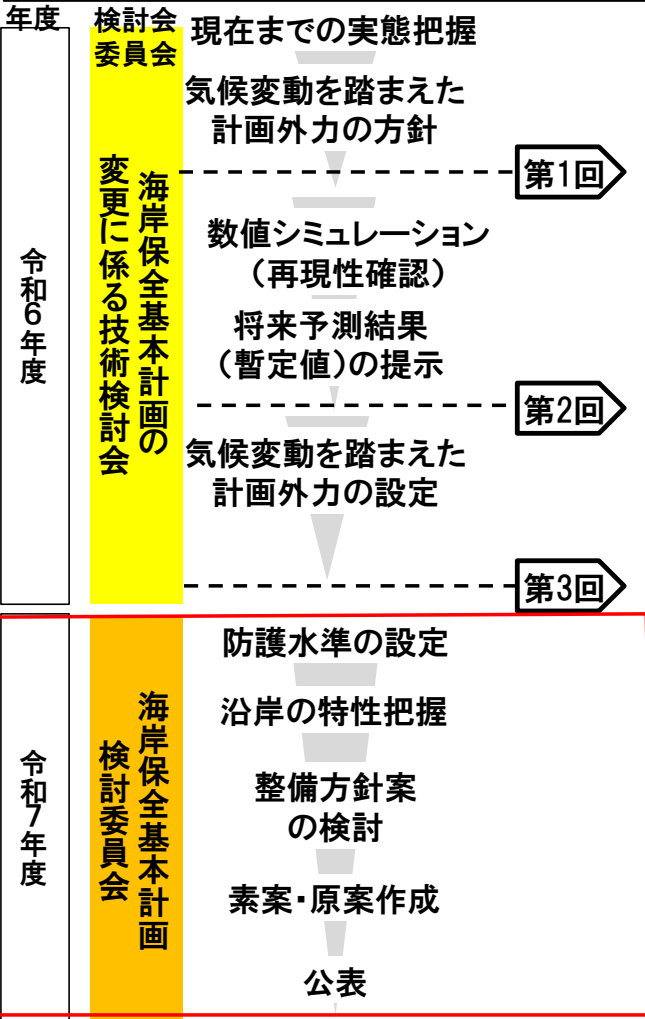 年度
検討会
委員会
現在までの実態把握
気候変動を踏まえた
計画外力の方針
第1回
数値シミュレーション
（再現性確認）
将来予測結果
（暫定値）の提示
第2回
気候変動を踏まえた
計画外力の設定
第3回
令和6年度
海岸保全基本計画の
変更に係る技術検討会
防護水準の設定
沿岸の特性把握
整備方針案
の検討
素案・原案作成
公表
令和7年度
海岸保全基本計画
検討委員会